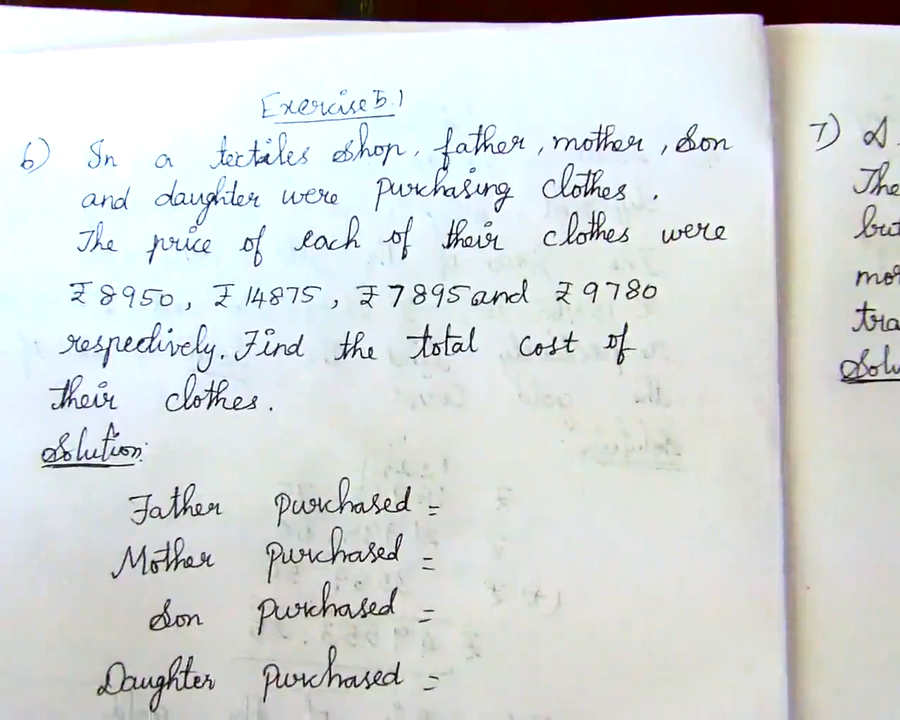 Exercise 5.1
6) In a textiles shop, father, mother, son
and daughter were purchasing clothes.
The price of each of their clothes were
₹8950, ₹14875, ₹7895 and ₹9780
respectively. Find the total cost of
their clothes.
Solution:
Father purchased =
Mother purchased =
Son purchased =
Daughter purchased =
7) A
The
but
mor
tra
Solu